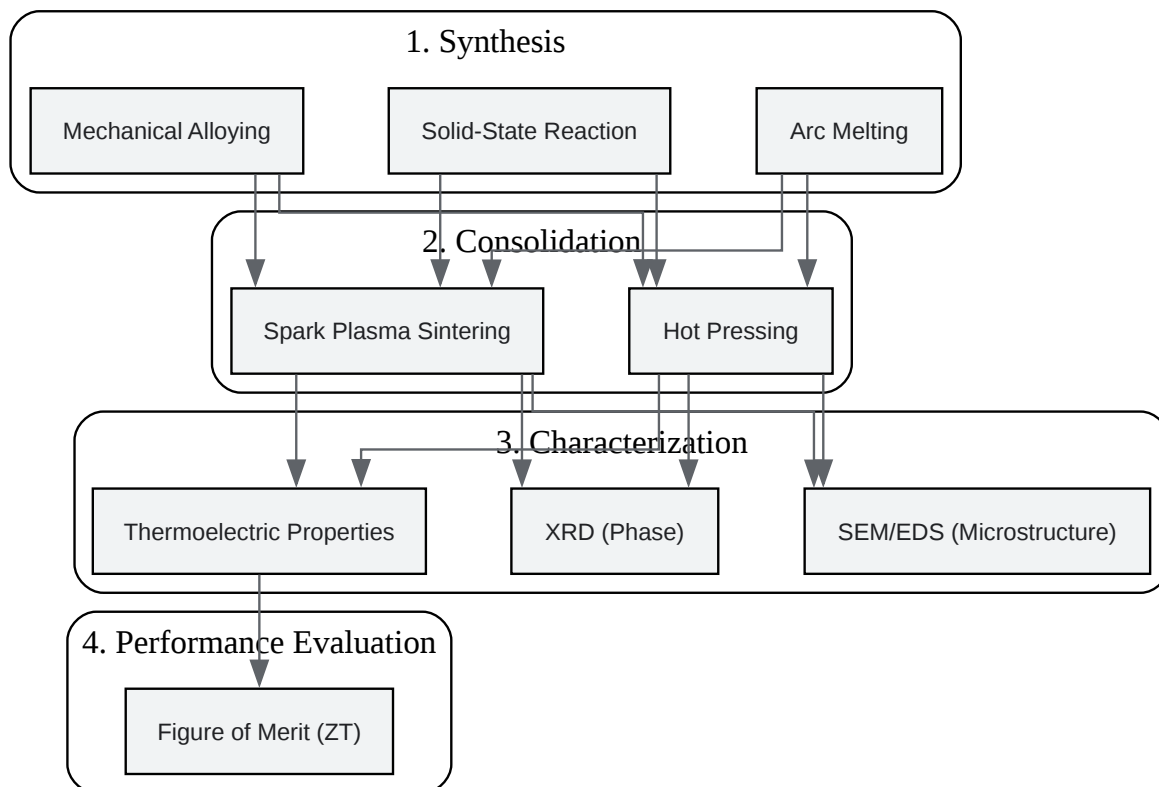 1. Synthesis
Mechanical Alloying
Solid-State Reaction
Arc Melting
2. Consolidation
Spark Plasma Sintering
Hot Pressing
3. Characterization
Thermoelectric Properties
XRD (Phase)
SEM/EDS (Microstructure)
4. Performance Evaluation
Figure of Merit (ZT)